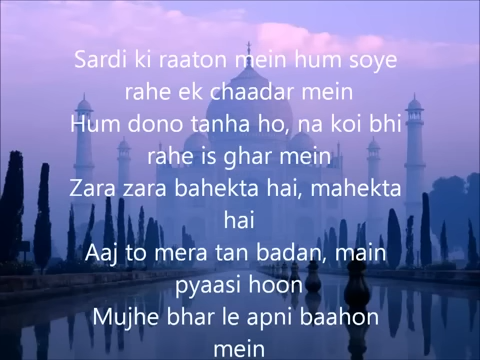 Sardi ki raaton mein hum soye
rahe ek chaadar mein
Hum dono tanha ho, na koi bhi
rahe is ghar mein
Zara zara bahekta hai, mahekta
hai
Aaj to mera tan badan, main
pyaasi hoon
Mujhe bhar le apni baahon
mein